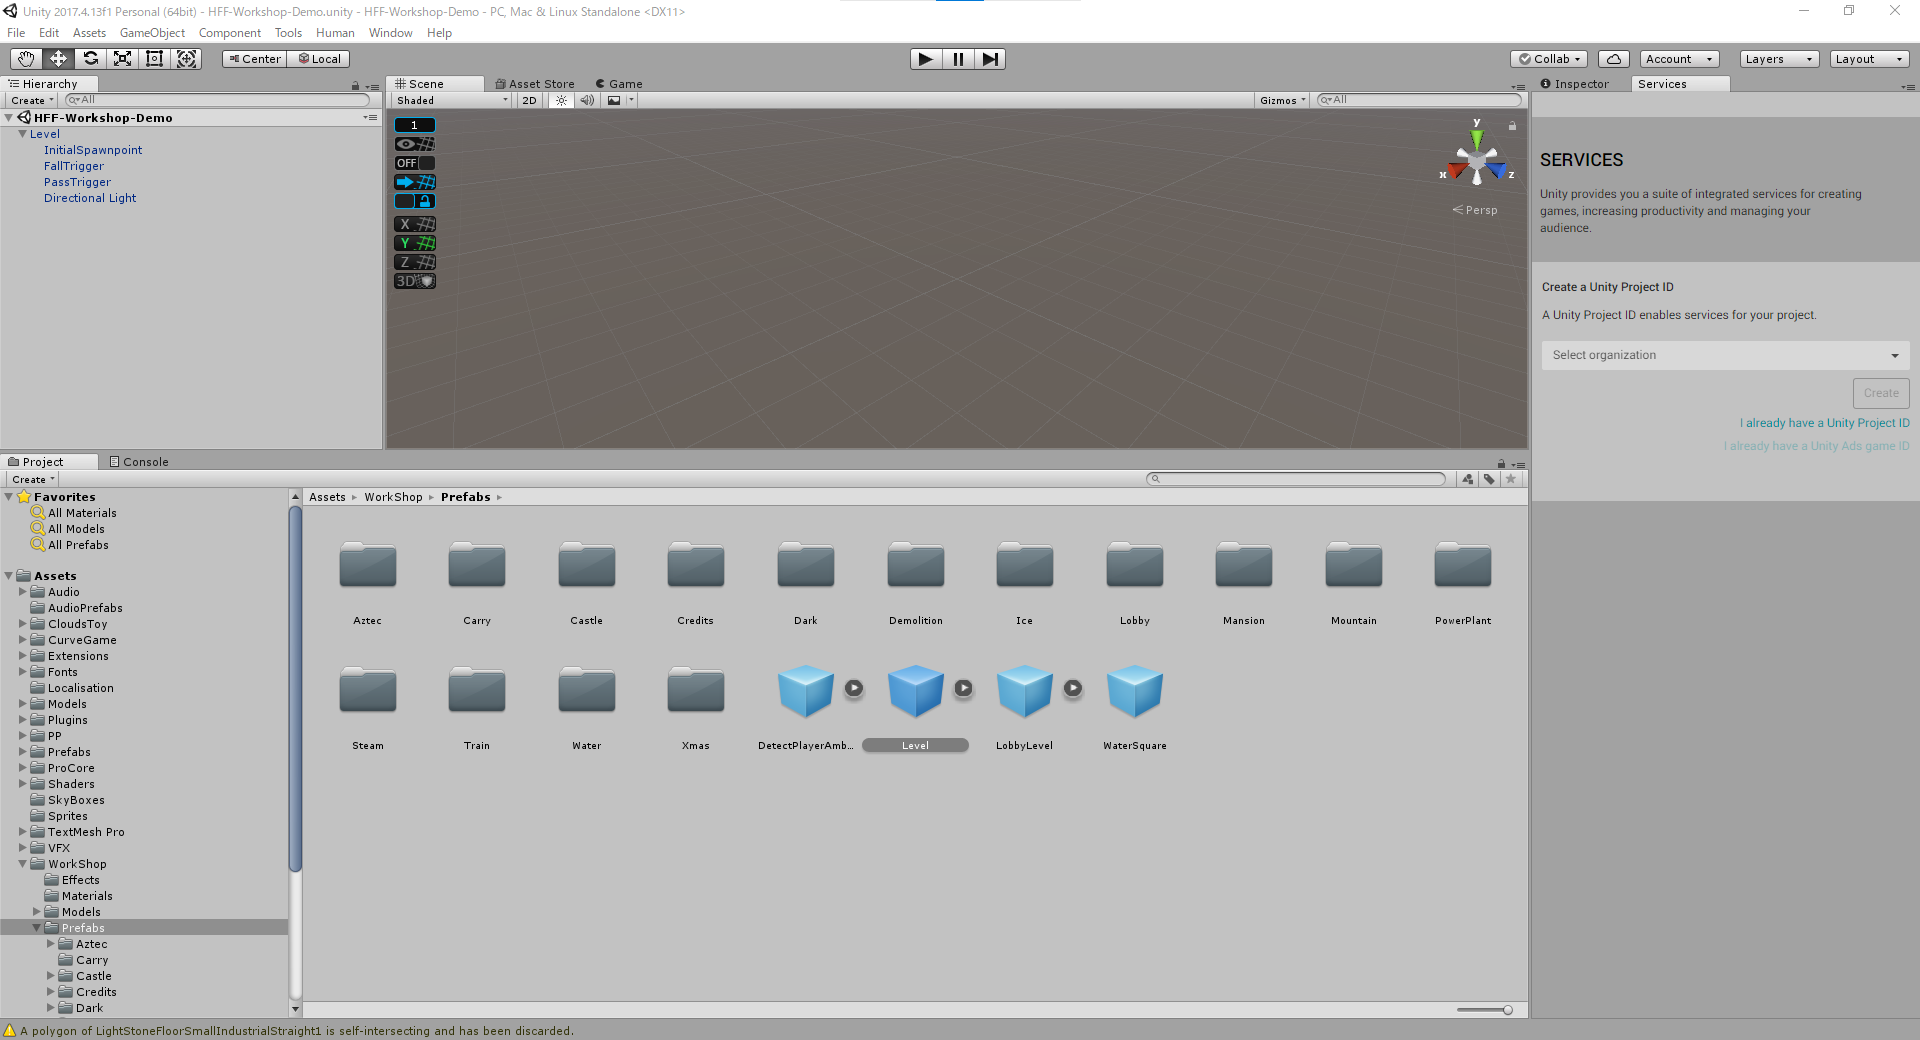 Unity 2017.4.13f1 Personal (64bit) - HFF-Workshop-Demo.unity - HFF-Workshop-Demo - PC, Mac & Linux Standalone <DX11>
File Edit Assets GameObject Component Tools Human Window Help
Center Local Collab Account Layers Layout
Hierarchy
Create All
HFF-Workshop-Demo
Level
InitialSpawnpoint
FallTrigger
PassTrigger
Directional Light
Scene Asset Store Game
Shaded 2D Gizmos All
1
OFF
X
Y
Z
3D
y
x z
Persp
Inspector Services
SERVICES
Unity provides you a suite of integrated services for creating
games, increasing productivity and managing your
audience.
Create a Unity Project ID
A Unity Project ID enables services for your project.
Select organization
Create
I already have a Unity Project ID
I already have a Unity Ads game ID
Project Console
Create
Favorites
All Materials
All Models
All Prefabs
Assets
Audio
AudioPrefabs
CloudsToy
CurveGame
Extensions
Fonts
Localisation
Models
Plugins
PP
Prefabs
ProCore
Shaders
SkyBoxes
Sprites
TextMesh Pro
VFX
WorkShop
Effects
Materials
Models
Prefabs
Aztec
Carry
Castle
Credits
Dark
Assets WorkShop Prefabs
Aztec Carry Castle Credits Dark Demolition Ice Lobby Mansion Mountain PowerPlant
Steam Train Water Xmas DetectPlayerAmb... Level LobbyLevel WaterSquare
A polygon of LightStoneFloorSmallIndustrialStraight1 is self-intersecting and has been discarded.